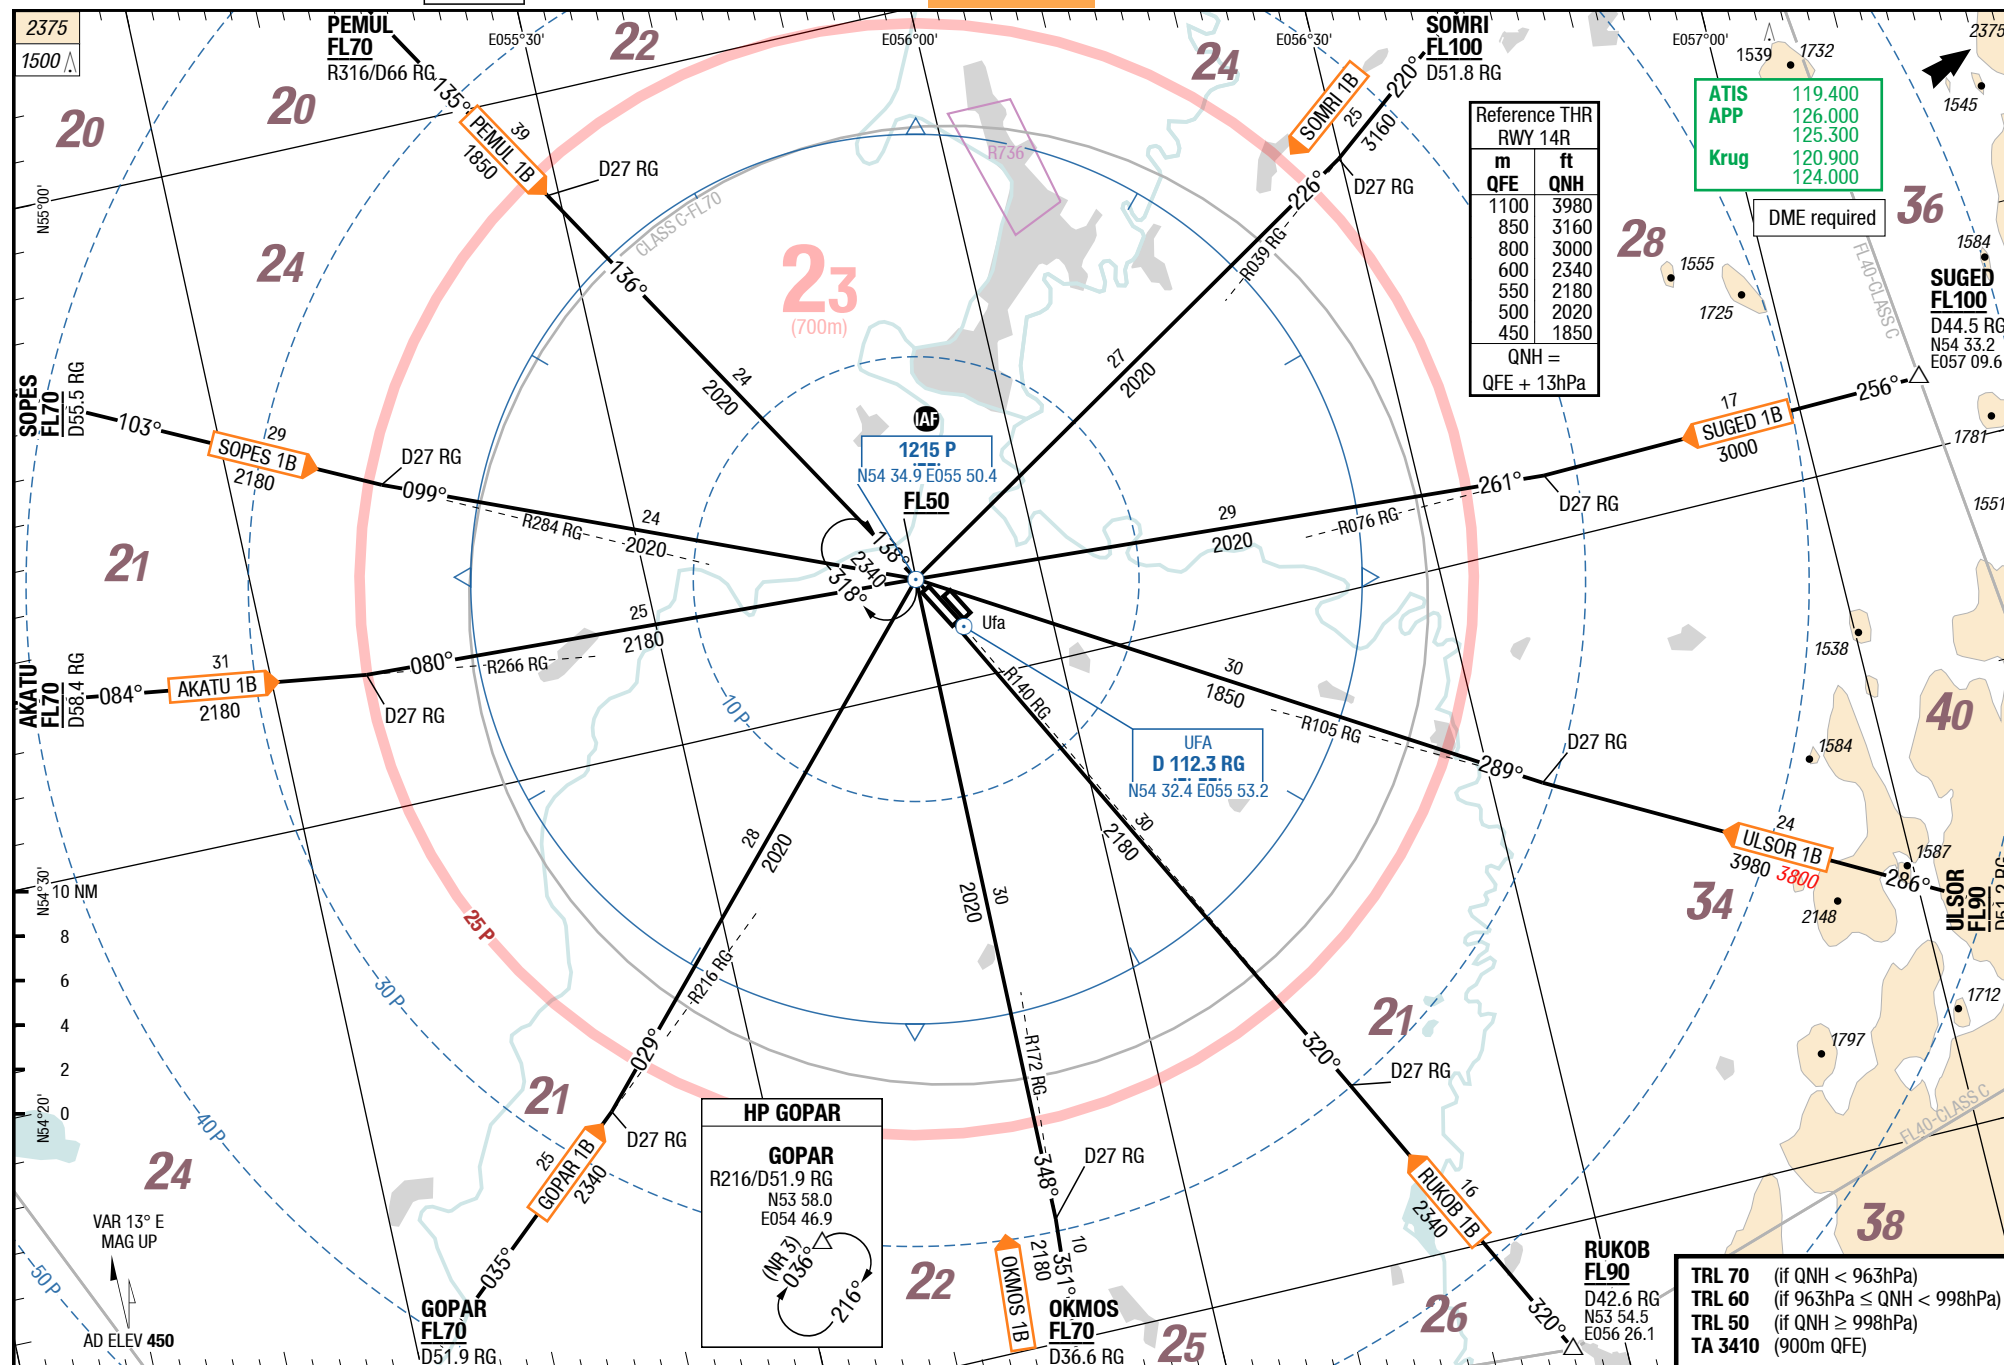 2375
1500
PEMUL
FL70
R316/D66 RG
E055°30'
22
E056°00'
24
E056°30'
SOMRI
FL100
D51.8 RG
E057°00'
1539
1732
2375
1545
20
20
135°
39
PEMUL 1B
1850
D27 RG
R736
SOMRI 1B
25
3160
220°
D27 RG
226°
R039 RG
Reference THR
RWY 14R
m ft
QFE QNH
1100 3980
850 3160
800 3000
600 2340
550 2180
500 2020
450 1850
QNH =
QFE + 13hPa
ATIS 119.400
APP 126.000
125.300
Krug 120.900
124.000
DME required
36
28
1584
1555
1725
FL40-CLASS C
SUGED
FL100
D44.5 RG
N54 33.2
E057 09.6
N55°00'
24
CLASS C-FL70
136°
23
(700m)
24
2020
27
2020
SOPES
FL70
D55.5 RG
103°
29
SOPES 1B
2180
D27 RG
099°
R284 RG
24
2020
IAF
1215 P
N54 34.9 E055 50.4
FL50
17
SUGED 1B
3000
256°
1781
1551
261°
D27 RG
R076 RG
29
2020
21
138°
2340
318°
Ufa
25
2180
080°
R266 RG
AKATU
FL70
D58.4 RG
084°
31
AKATU 1B
2180
D27 RG
10 P
R140 RG
30
1850
R105 RG
289°
D27 RG
UFA
D 112.3 RG
N54 32.4 E055 53.2
1538
40
1584
24
ULSOR 1B
3980 3800
1587
286°
ULSOR
FL90
D51.2 RG
2148
34
28
2020
30
2180
30
2020
N54°30'
10 NM
8
6
4
2
0
N54°20'
25 P
30 P
40 P
50 P
R216 RG
029°
21
D27 RG
25
GOPAR 1B
2340
035°
GOPAR
FL70
D51.9 RG
R172 RG
348°
D27 RG
10
2180
351°
OKMOS 1B
OKMOS
FL70
D36.6 RG
21
320°
D27 RG
1712
1797
FL40-CLASS C
16
RUKOB 1B
2340
320°
RUKOB
FL90
D42.6 RG
N53 54.5
E056 26.1
24
VAR 13° E
MAG UP
AD ELEV 450
HP GOPAR
GOPAR
R216/D51.9 RG
N53 58.0
E054 46.9
(NR 3)
036°
216°
22
25
26
38
TRL 70 (if QNH < 963hPa)
TRL 60 (if 963hPa ≤ QNH < 998hPa)
TRL 50 (if QNH ≥ 998hPa)
TA 3410 (900m QFE)